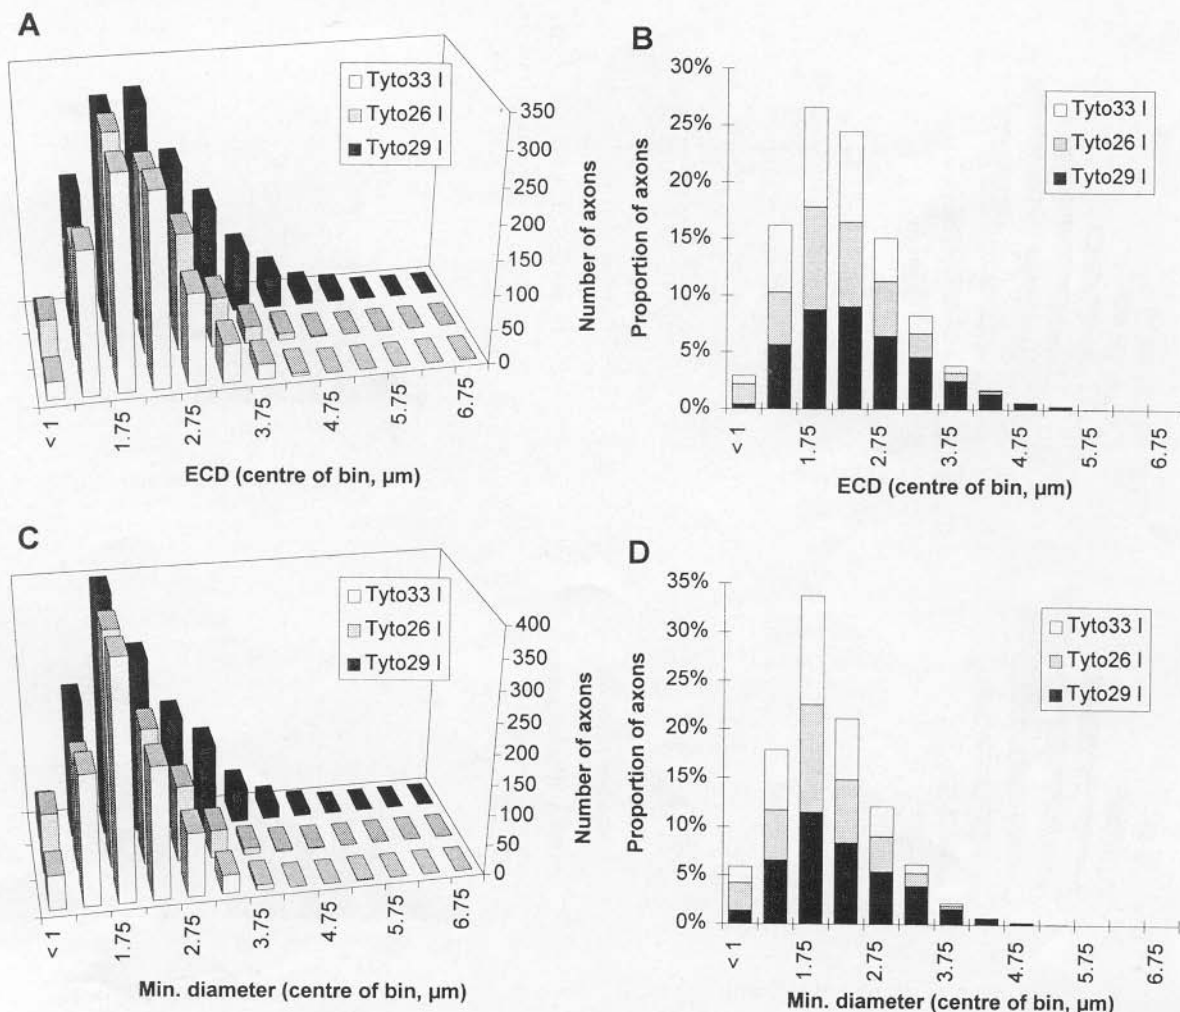 A
Tyto33 I
Tyto26 I
Tyto29 I
350
300
250
200
150
100
50
0
Number of axons
< 1
1.75
2.75
3.75
4.75
5.75
6.75
ECD (centre of bin, µm)
B
30%
25%
20%
15%
10%
5%
0%
Proportion of axons
Tyto33 I
Tyto26 I
Tyto29 I
< 1
1.75
2.75
3.75
4.75
5.75
6.75
ECD (centre of bin, µm)
C
Tyto33 I
Tyto26 I
Tyto29 I
400
350
300
250
200
150
100
50
0
Number of axons
< 1
1.75
2.75
3.75
4.75
5.75
6.75
Min. diameter (centre of bin, µm)
D
35%
30%
25%
20%
15%
10%
5%
0%
Proportion of axons
Tyto33 I
Tyto26 I
Tyto29 I
< 1
1.75
2.75
3.75
4.75
5.75
6.75
Min. diameter (centre of bin, µm)